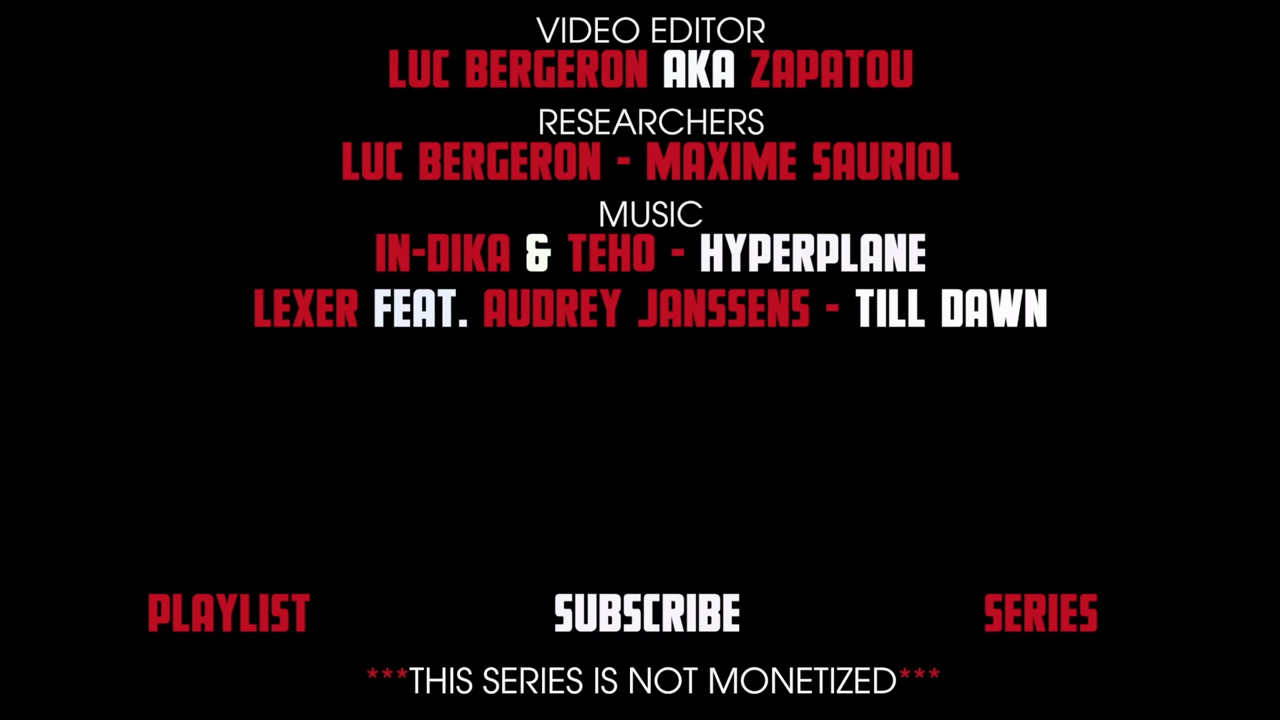 VIDEO EDITOR
LUC BERGERON AKA ZAPATOU
RESEARCHERS
LUC BERGERON - MAXIME SAURIOL
MUSIC
IN-DIKA & TEHO - HYPERPLANE
LEXER FEAT. AUDREY JANSSENS - TILL DAWN
PLAYLIST SUBSCRIBE SERIES
***THIS SERIES IS NOT MONETIZED***